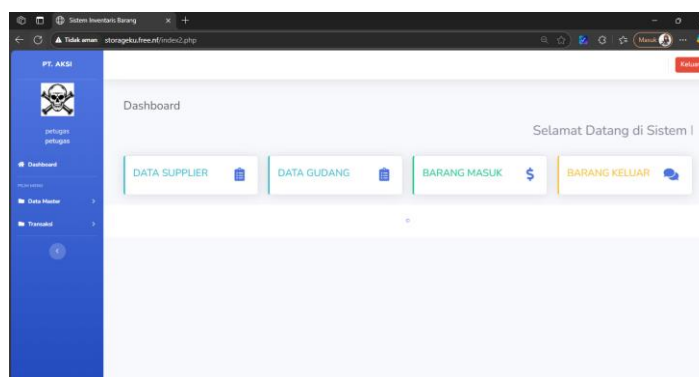 Sistem Inventaris Barang
Tidak aman storageku.free.nf/index2.php
Masuk
PT. AKSI
Keluar
petugas
petugas
Dashboard
Selamat Datang di Sistem I
Dashboard
DATA SUPPLIER
DATA GUDANG
BARANG MASUK
BARANG KELUAR
Data Master
Transaksi